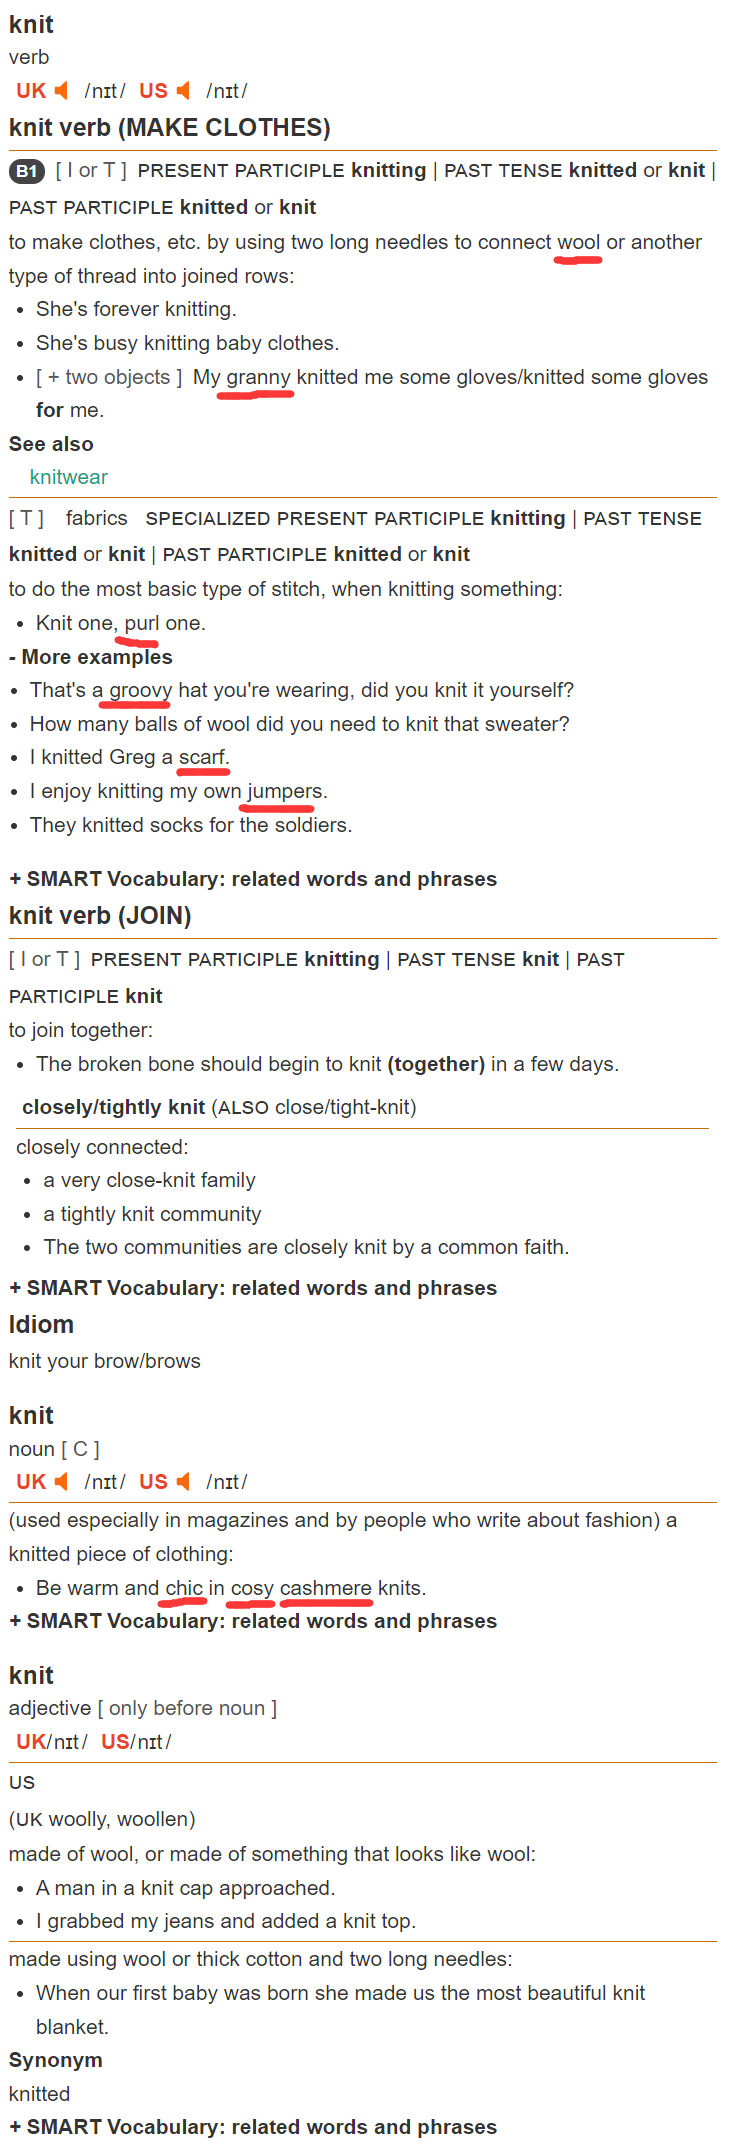 knit
verb
UK /nɪt/ US /nɪt/
knit verb (MAKE CLOTHES)
B1 [ I or T ] PRESENT PARTICIPLE knitting | PAST TENSE knitted or knit |
PAST PARTICIPLE knitted or knit
to make clothes, etc. by using two long needles to connect wool or another
type of thread into joined rows:
• She's forever knitting.
• She's busy knitting baby clothes.
• [ + two objects ] My granny knitted me some gloves/knitted some gloves
for me.
See also
knitwear
[ T ] fabrics SPECIALIZED PRESENT PARTICIPLE knitting | PAST TENSE
knitted or knit | PAST PARTICIPLE knitted or knit
to do the most basic type of stitch, when knitting something:
• Knit one, purl one.
- More examples
• That's a groovy hat you're wearing, did you knit it yourself?
• How many balls of wool did you need to knit that sweater?
• I knitted Greg a scarf.
• I enjoy knitting my own jumpers.
• They knitted socks for the soldiers.
+ SMART Vocabulary: related words and phrases
knit verb (JOIN)
[ I or T ] PRESENT PARTICIPLE knitting | PAST TENSE knit | PAST
PARTICIPLE knit
to join together:
• The broken bone should begin to knit (together) in a few days.
closely/tightly knit (ALSO close/tight-knit)
closely connected:
• a very close-knit family
• a tightly knit community
• The two communities are closely knit by a common faith.
+ SMART Vocabulary: related words and phrases
Idiom
knit your brow/brows
knit
noun [ C ]
UK /nɪt/ US /nɪt/
(used especially in magazines and by people who write about fashion) a
knitted piece of clothing:
• Be warm and chic in cosy cashmere knits.
+ SMART Vocabulary: related words and phrases
knit
adjective [ only before noun ]
UK/nɪt/ US/nɪt/
US
(UK woolly, woollen)
made of wool, or made of something that looks like wool:
• A man in a knit cap approached.
• I grabbed my jeans and added a knit top.
made using wool or thick cotton and two long needles:
• When our first baby was born she made us the most beautiful knit
blanket.
Synonym
knitted
+ SMART Vocabulary: related words and phrases